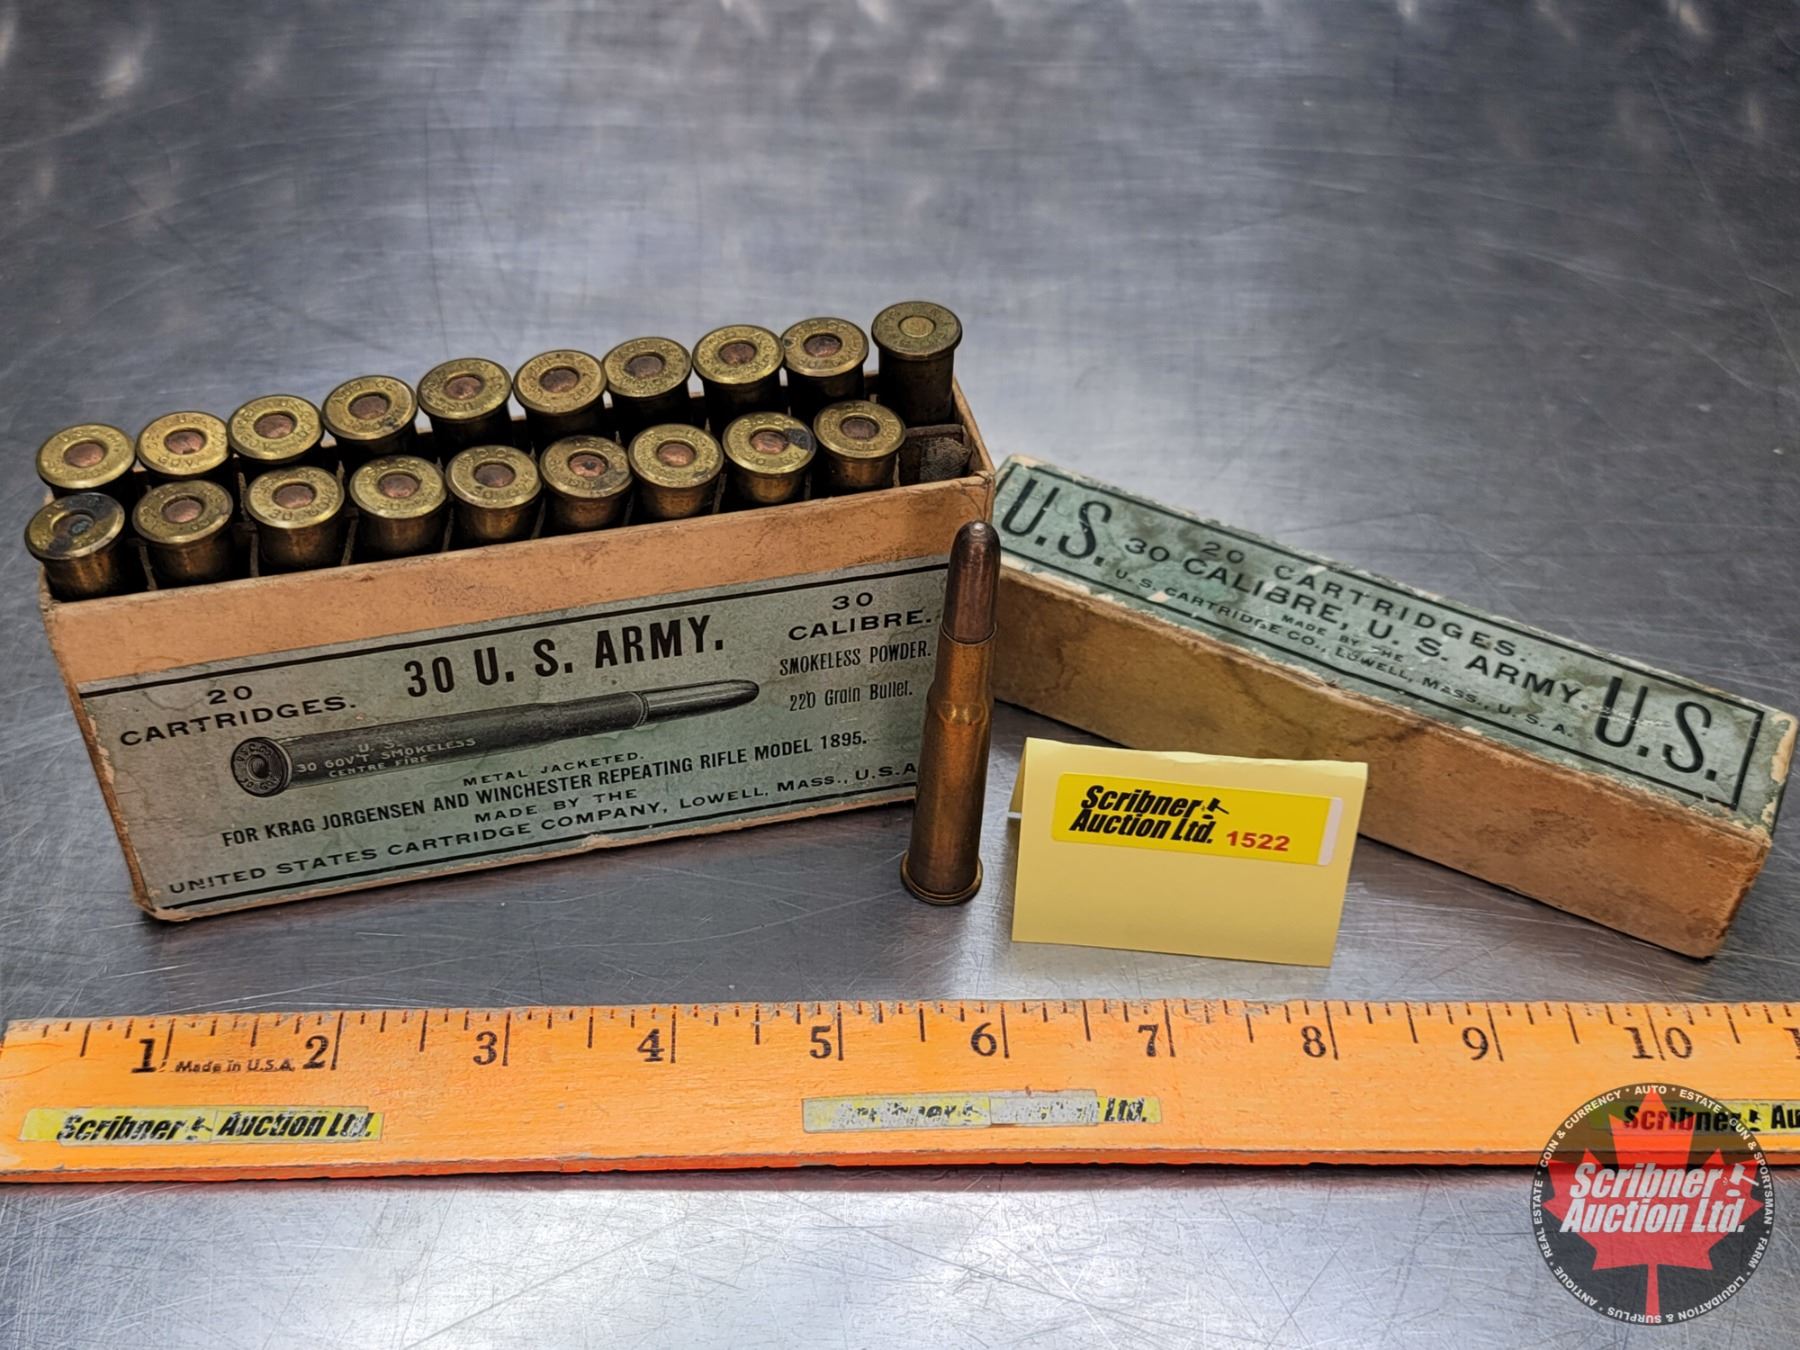 20
CARTRIDGES.
30 U. S. ARMY.
30
CALIBRE.
SMOKELESS POWDER.
220 Grain Bullet.
U. S.
30 GOV'T SMOKELESS
CENTRE FIRE
METAL JACKETED.
FOR KRAG JORGENSEN AND WINCHESTER REPEATING RIFLE MODEL 1895.
MADE BY THE
UNITED STATES CARTRIDGE COMPANY, LOWELL, MASS., U.S.A
U.S.
20 CARTRIDGES.
30 CALIBRE, U. S. ARMY.
MADE BY THE
U. S. CARTRIDGE CO., LOWELL, MASS., U. S. A.
U.S.
Scribner
Auction Ltd. 1522
1 2 3 4 5 6 7 8 9 10
Made in U.S.A.
Scribner Auction Ltd.
Scribner Auction Ltd.
Scribner Au
COIN & CURRENCY · AUTO · ESTATE · GUN & SPORTSMAN · FARM · LIQUIDATION & SURPLUS · ANTIQUE · REAL ESTATE ·
Scribner
Auction Ltd.